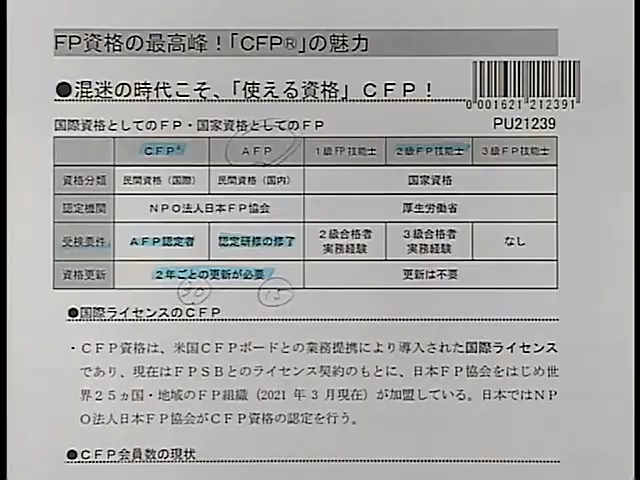 FP資格の最高峰！「CFP®」の魅力
●混迷の時代こそ、「使える資格」ＣＦＰ！
0 001621 212391
国際資格としてのＦＰ・国家資格としてのＦＰ
PU21239
ＣＦＰ® ＡＦＰ １級FP技能士 ２級ＦＰ技能士 ３級ＦＰ技能士
資格分類 民間資格（国際） 民間資格（国内） 国家資格
認定機関 ＮＰＯ法人日本ＦＰ協会 厚生労働省
受検要件 ＡＦＰ認定者 認定研修の修了 ２級合格者 ３級合格者 なし
実務経験 実務経験
資格更新 ２年ごとの更新が必要 更新は不要
30 15
●国際ライセンスのＣＦＰ
・ＣＦＰ資格は、米国ＣＦＰボードとの業務提携により導入された国際ライセンス
であり、現在はＦＰＳＢとのライセンス契約のもとに、日本ＦＰ協会をはじめ世
界２５ヵ国・地域のＦＰ組織（2021 年 3 月現在）が加盟している。日本ではＮＰ
Ｏ法人日本ＦＰ協会がＣＦＰ資格の認定を行う。
●ＣＦＰ会員数の現状